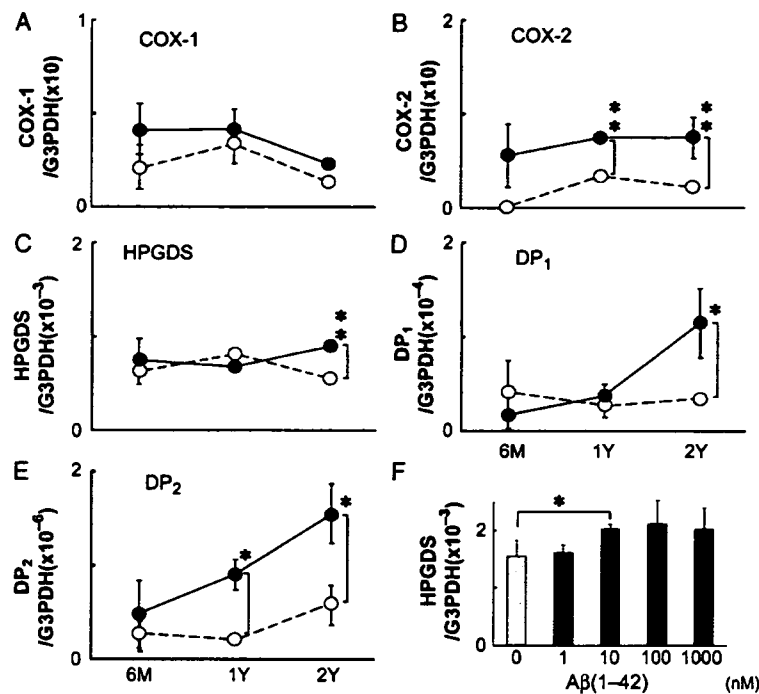 A
COX-1
COX-1
/G3PDH(x10)
1
0
B
COX-2
COX-2
/G3PDH(x10)
2
0
**
**
C
HPGDS
HPGDS
/G3PDH(x10⁻³)
2
0
**
D
DP₁
DP₁
/G3PDH(x10⁻⁴)
2
0
*
6M 1Y 2Y
E
DP₂
DP₂
/G3PDH(x10⁻⁶)
2
0
*
*
6M 1Y 2Y
F
HPGDS
/G3PDH(x10⁻³)
2
0
*
0 1 10 100 1000 (nM)
Aβ(1–42)